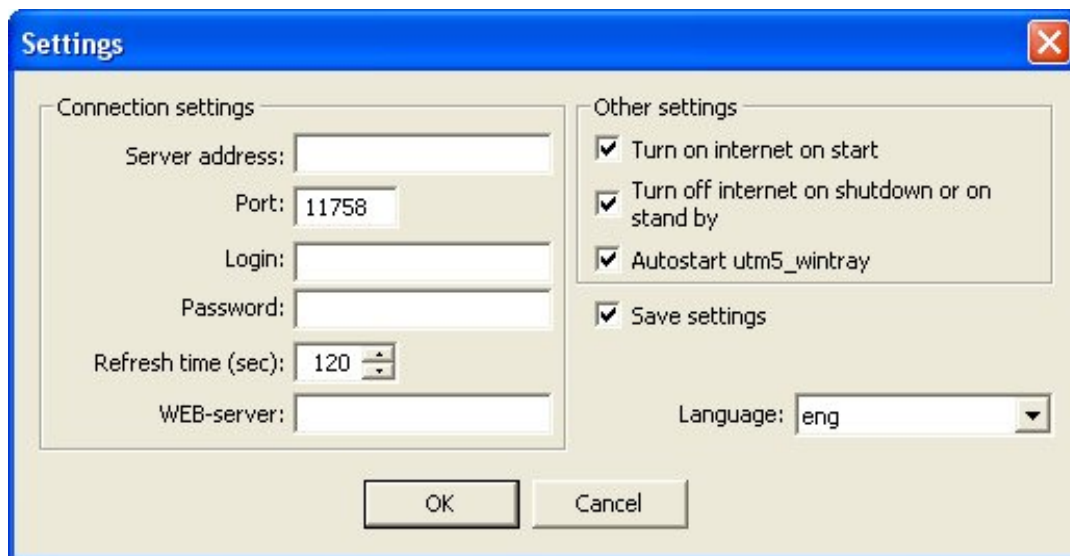 Settings
Connection settings
Server address:
Port: 11758
Login:
Password:
Refresh time (sec): 120
WEB-server:
Other settings
Turn on internet on start
Turn off internet on shutdown or on
stand by
Autostart utm5_wintray
Save settings
Language: eng
OK
Cancel